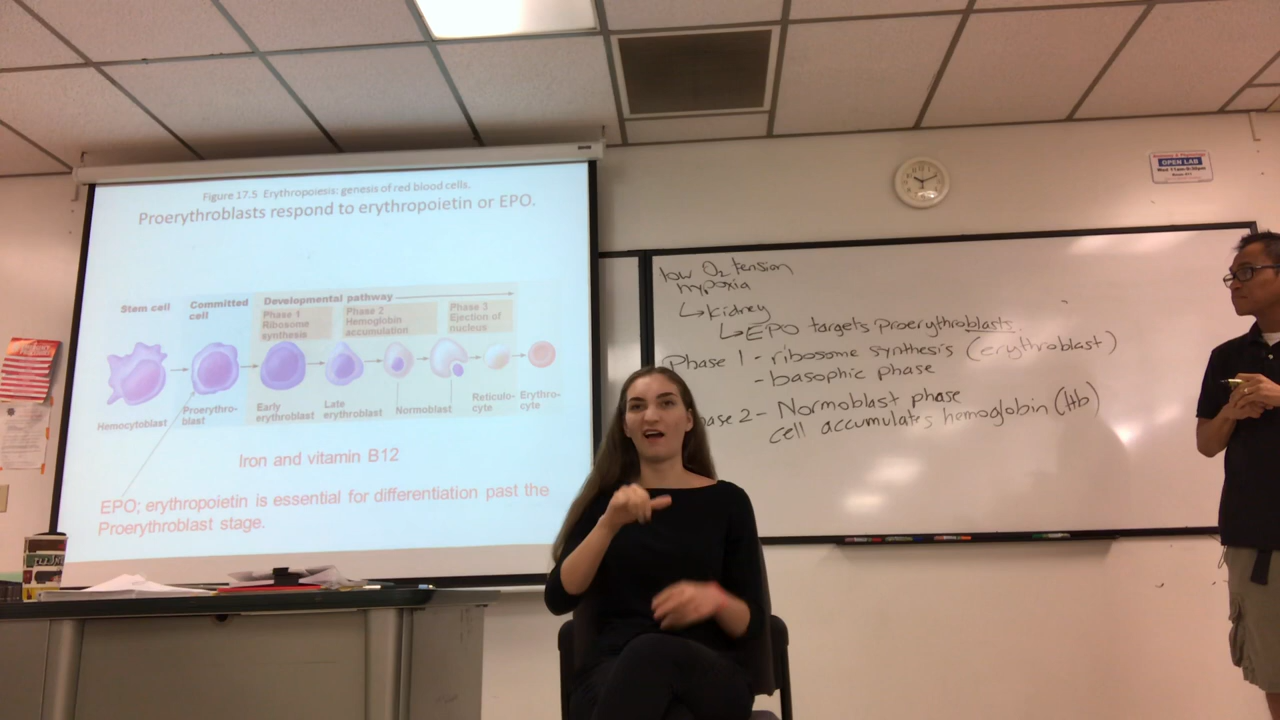 Figure 17.5 Erythropoiesis: genesis of red blood cells.
Proerythroblasts respond to erythropoietin or EPO.
Stem cell
Committed
cell
Developmental pathway
Phase 1
Ribosome
synthesis
Phase 2
Hemoglobin
accumulation
Phase 3
Ejection of
nucleus
Hemocytoblast
Proerythro-
blast
Early
erythroblast
Late
erythroblast
Normoblast
Reticulo-
cyte
Erythro-
cyte
Iron and vitamin B12
EPO; erythropoietin is essential for differentiation past the
Proerythroblast stage.
low O2 tension
hypoxia
↳ kidney
↳ EPO targets proerythroblasts.
Phase 1 - ribosome synthesis (erythroblast)
- basophic phase
hase 2 - Normoblast phase
cell accumulates hemoglobin (Hb)
OPEN LAB